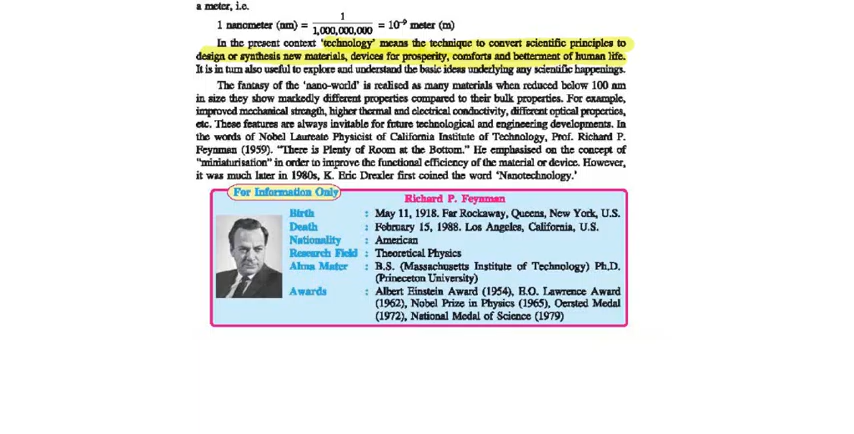 a meter, i.e.
1 nanometer (nm) = 1 / 1,000,000,000 = 10⁻⁹ meter (m)
In the present context 'technology' means the technique to convert scientific principles to
design or synthesis new materials, devices for prosperity, comforts and betterment of human life.
It is in turn also useful to explore and understand the basic ideas underlying any scientific happenings.
The fantasy of the 'nano-world' is realised as many materials when reduced below 100 nm
in size they show markedly different properties compared to their bulk properties. For example,
improved mechanical strength, higher thermal and electrical conductivity, different optical properties,
etc. These features are always invitable for future technological and engineering developments. In
the words of Nobel Laureate Physicist of California Institute of Technology, Prof. Richard P.
Feynman (1959). "There is Plenty of Room at the Bottom." He emphasised on the concept of
"miniaturisation" in order to improve the functional efficiency of the material or device. However,
it was much later in 1980s, K. Eric Drexler first coined the word 'Nanotechnology.'
For Information Only
Richard P. Feynman
Birth : May 11, 1918. Far Rockaway, Queens, New York, U.S.
Death : February 15, 1988. Los Angeles, California, U.S.
Nationality : American
Research Field : Theoretical Physics
Alma Mater : B.S. (Massachusetts Institute of Technology) Ph.D.
(Princeton University)
Awards : Albert Einstein Award (1954), E.O. Lawrence Award
(1962), Nobel Prize in Physics (1965), Oersted Medal
(1972), National Medal of Science (1979)